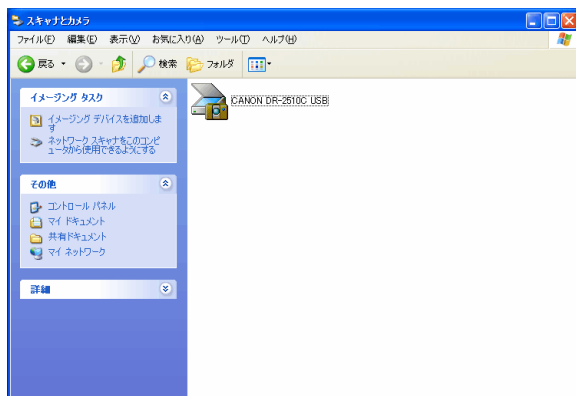 スキャナとカメラ
ファイル(F) 編集(E) 表示(V) お気に入り(A) ツール(T) ヘルプ(H)
戻る 検索 フォルダ
イメージング タスク
イメージング デバイスを追加しま
す
ネットワーク スキャナをこのコンピ
ュータから使用できるようにする
その他
コントロール パネル
マイ ドキュメント
共有ドキュメント
マイ ネットワーク
詳細
CANON DR-2510C USB